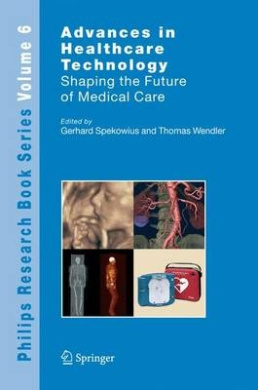 Philips Research Book Series Volume 6
Advances in
Healthcare
Technology
Shaping the Future
of Medical Care
Edited by
Gerhard Spekowius and Thomas Wendler
Springer